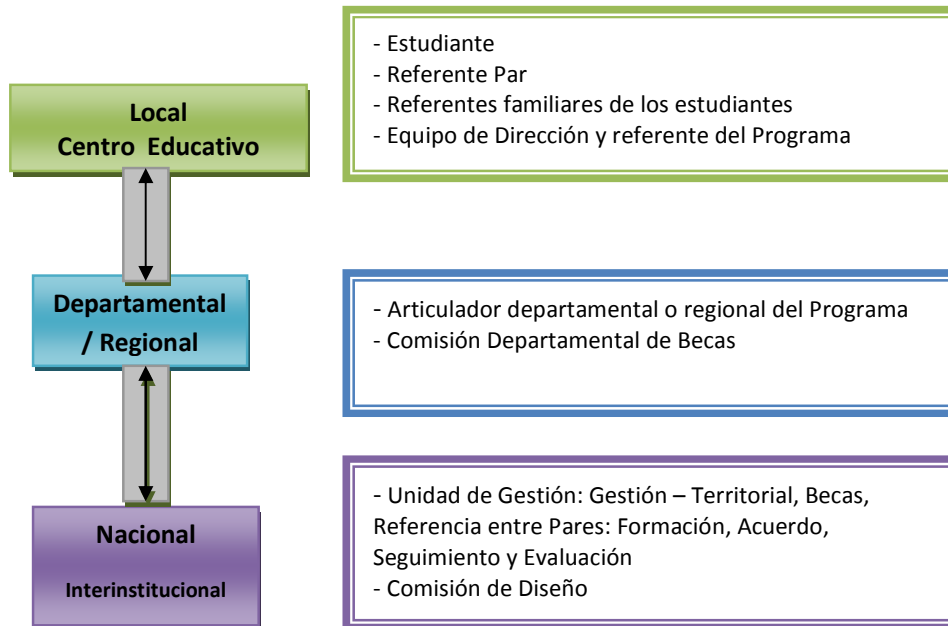 Local
Centro Educativo
- Estudiante
- Referente Par
- Referentes familiares de los estudiantes
- Equipo de Dirección y referente del Programa
Departamental
/ Regional
- Articulador departamental o regional del Programa
- Comisión Departamental de Becas
Nacional
Interinstitucional
- Unidad de Gestión: Gestión – Territorial, Becas,
Referencia entre Pares: Formación, Acuerdo,
Seguimiento y Evaluación
- Comisión de Diseño